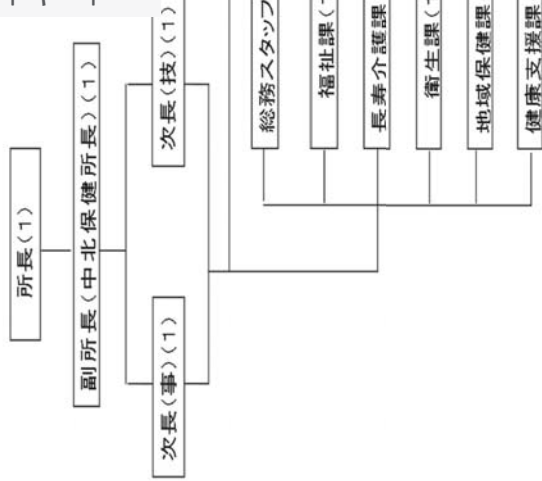 所長(1)
副所長(中北保健所長)(1)
次長(事)(1)
次長(技)(1)
総務スタッフ
福祉課(
長寿介護課
衛生課(
地域保健課
健康支援課